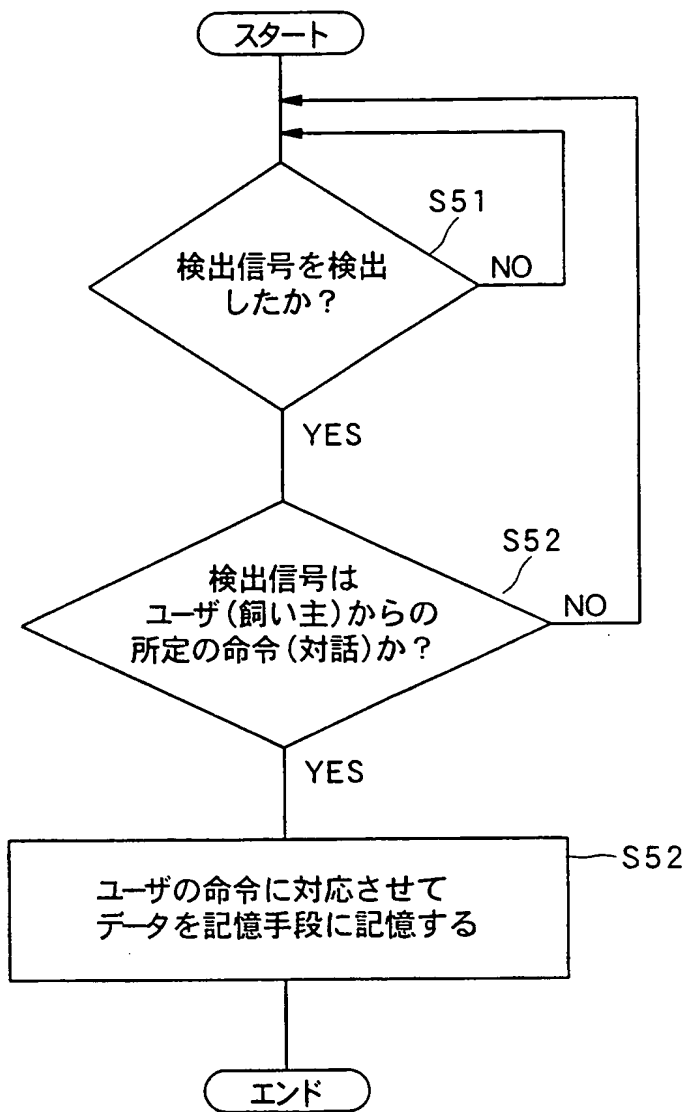 スタート
S51
検出信号を検出
したか？
NO
YES
S52
検出信号は
ユーザ(飼い主)からの
所定の命令(対話)か？
NO
YES
S52
ユーザの命令に対応させて
データを記憶手段に記憶する
エンド